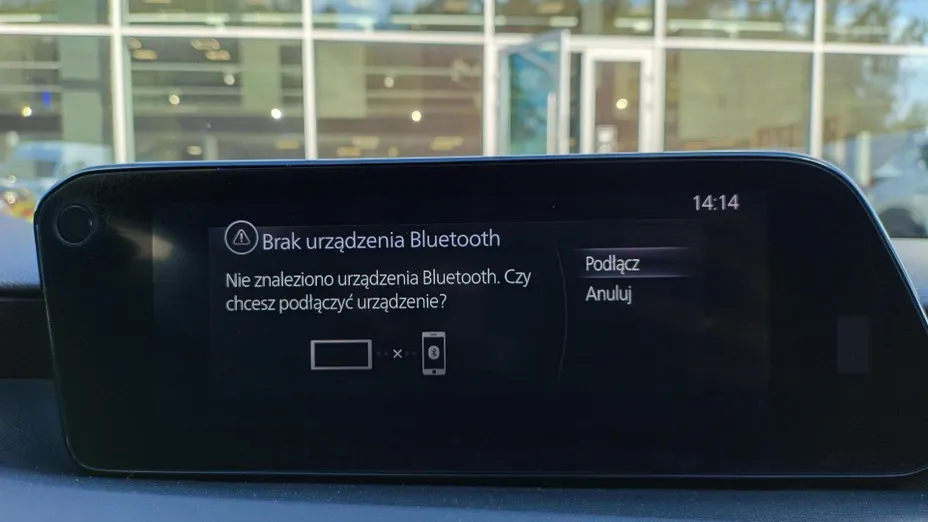 14:14
Brak urządzenia Bluetooth
Nie znaleziono urządzenia Bluetooth. Czy
chcesz podłączyć urządzenie?
Podłącz
Anuluj